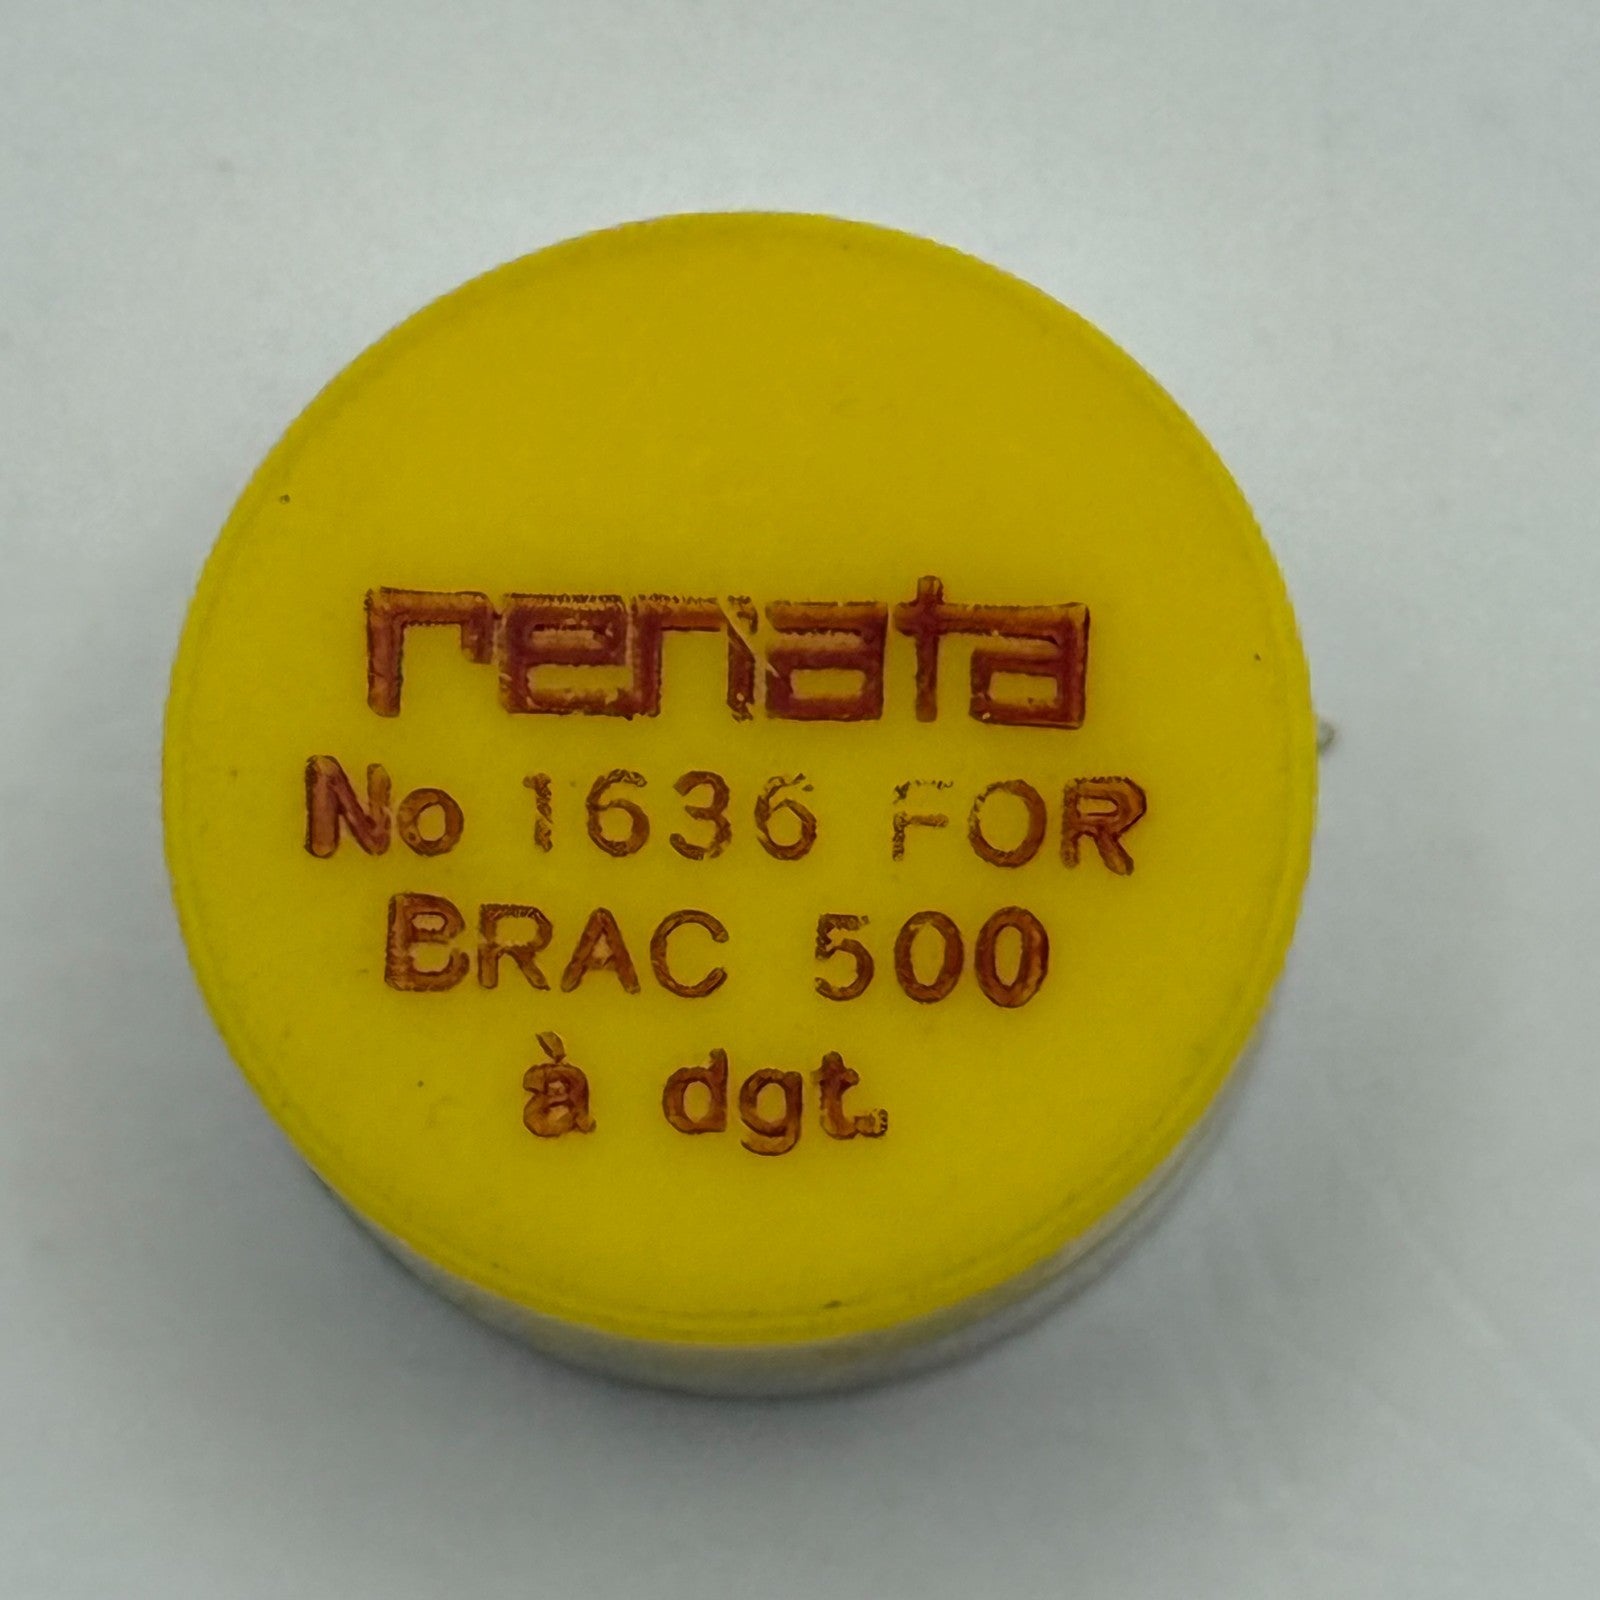 renata
No 1636 FOR
BRAC 500
à dgt.